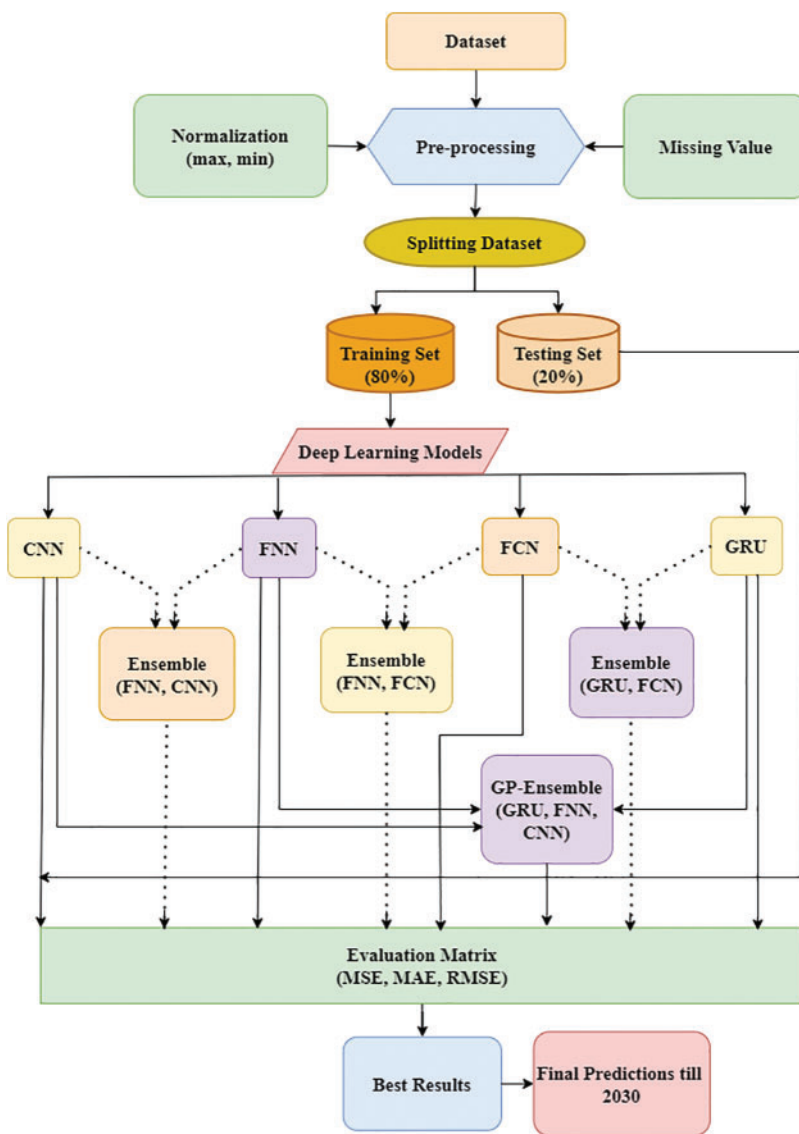 Dataset
Normalization
(max, min)
Pre-processing
Missing Value
Splitting Dataset
Training Set
(80%)
Testing Set
(20%)
Deep Learning Models
CNN
FNN
FCN
GRU
Ensemble
(FNN, CNN)
Ensemble
(FNN, FCN)
Ensemble
(GRU, FCN)
GP-Ensemble
(GRU, FNN,
CNN)
Evaluation Matrix
(MSE, MAE, RMSE)
Best Results
Final Predictions till
2030